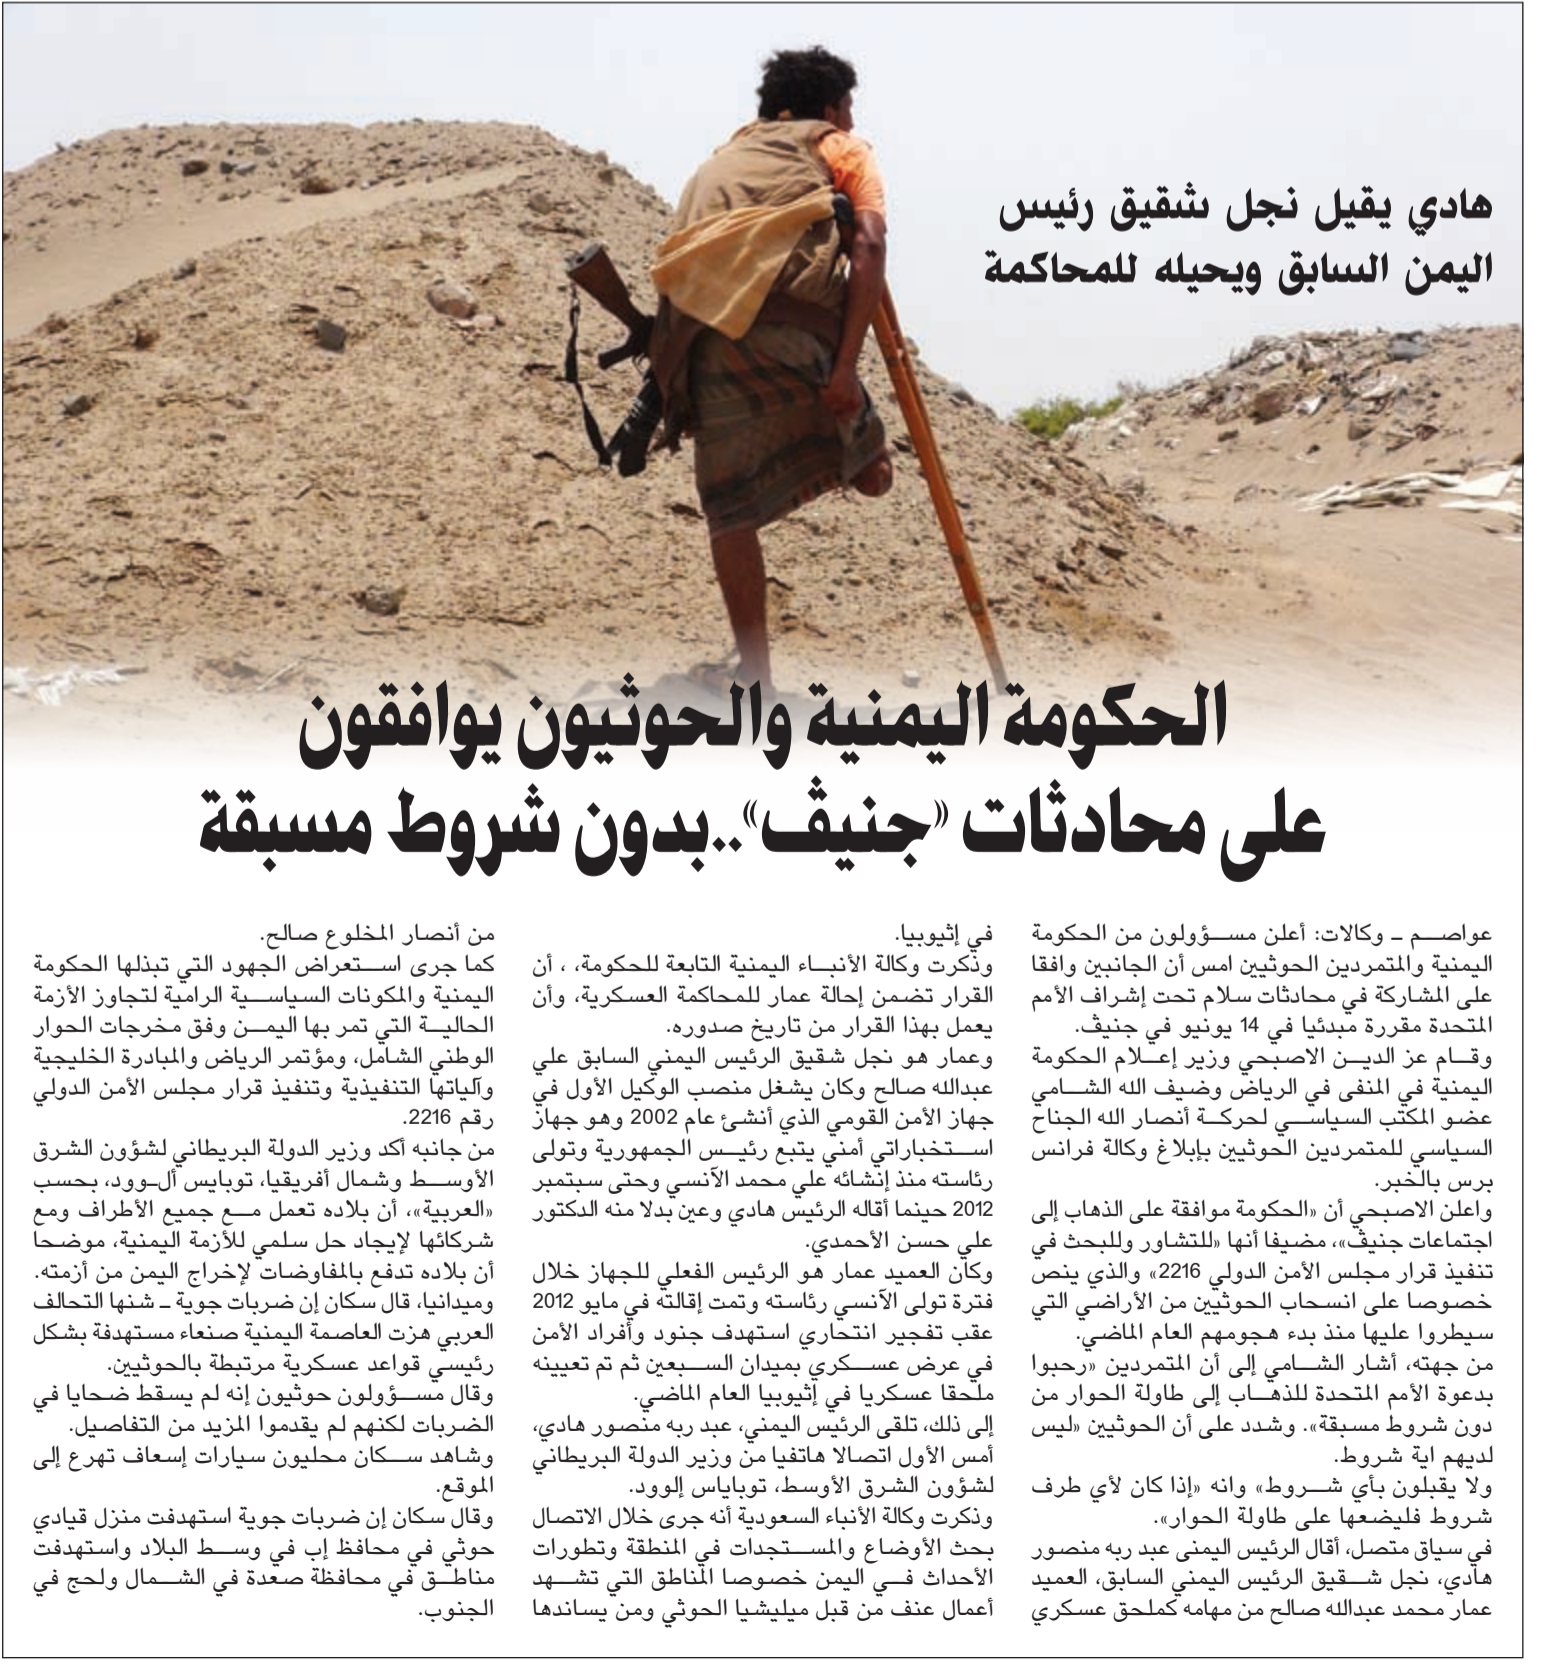 هادي يقيل نجل شقيق رئيس
اليمن السابق ويحيله للمحاكمة
الحكومة اليمنية والحوثيون يوافقون
على محادثات «جنيڤ»..بدون شروط مسبقة
عواصم ــ وكالات: أعلن مسؤولون من الحكومة
اليمنية والمتمردين الحوثيين امس أن الجانبين وافقا
على المشاركة في محادثات سلام تحت إشراف الأمم
المتحدة مقررة مبدئيا في 14 يونيو في جنيڤ.
وقام عز الدين الاصبحي وزير إعلام الحكومة
اليمنية في المنفى في الرياض وضيف الله الشامي
عضو المكتب السياسي لحركة أنصار الله الجناح
السياسي للمتمردين الحوثيين بإبلاغ وكالة فرانس
برس بالخبر.
واعلن الاصبحي أن «الحكومة موافقة على الذهاب إلى
اجتماعات جنيڤ»، مضيفا أنها «للتشاور وللبحث في
تنفيذ قرار مجلس الأمن الدولي 2216» والذي ينص
خصوصا على انسحاب الحوثيين من الأراضي التي
سيطروا عليها منذ بدء هجومهم العام الماضي.
من جهته، أشار الشامي إلى أن المتمردين «رحبوا
بدعوة الأمم المتحدة للذهاب إلى طاولة الحوار من
دون شروط مسبقة». وشدد على أن الحوثيين «ليس
لديهم اية شروط.
ولا يقبلون بأي شروط» وانه «إذا كان لأي طرف
شروط فليضعها على طاولة الحوار».
في سياق متصل، أقال الرئيس اليمنى عبد ربه منصور
هادي، نجل شقيق الرئيس اليمني السابق، العميد
عمار محمد عبدالله صالح من مهامه كملحق عسكري
في إثيوبيا.
وذكرت وكالة الأنباء اليمنية التابعة للحكومة، ، أن
القرار تضمن إحالة عمار للمحاكمة العسكرية، وأن
يعمل بهذا القرار من تاريخ صدوره.
وعمار هو نجل شقيق الرئيس اليمني السابق علي
عبدالله صالح وكان يشغل منصب الوكيل الأول في
جهاز الأمن القومي الذي أنشئ عام 2002 وهو جهاز
استخباراتي أمني يتبع رئيس الجمهورية وتولى
رئاسته منذ إنشائه علي محمد الآنسي وحتى سبتمبر
2012 حينما أقاله الرئيس هادي وعين بدلا منه الدكتور
علي حسن الأحمدي.
وكان العميد عمار هو الرئيس الفعلي للجهاز خلال
فترة تولى الآنسي رئاسته وتمت إقالته في مايو 2012
عقب تفجير انتحاري استهدف جنود وأفراد الأمن
في عرض عسكري بميدان السبعين ثم تم تعيينه
ملحقا عسكريا في إثيوبيا العام الماضي.
إلى ذلك، تلقى الرئيس اليمني، عبد ربه منصور هادي،
أمس الأول اتصالا هاتفيا من وزير الدولة البريطاني
لشؤون الشرق الأوسط، توباياس إلوود.
وذكرت وكالة الأنباء السعودية أنه جرى خلال الاتصال
بحث الأوضاع والمستجدات في المنطقة وتطورات
الأحداث في اليمن خصوصا المناطق التي تشهد
أعمال عنف من قبل ميليشيا الحوثي ومن يساندها
من أنصار المخلوع صالح.
كما جرى استعراض الجهود التي تبذلها الحكومة
اليمنية والمكونات السياسية الرامية لتجاوز الأزمة
الحالية التي تمر بها اليمن وفق مخرجات الحوار
الوطني الشامل، ومؤتمر الرياض والمبادرة الخليجية
وآلياتها التنفيذية وتنفيذ قرار مجلس الأمن الدولي
رقم 2216.
من جانبه أكد وزير الدولة البريطاني لشؤون الشرق
الأوسط وشمال أفريقيا، توبايس أل-وود، بحسب
«العربية»، أن بلاده تعمل مع جميع الأطراف ومع
شركائها لإيجاد حل سلمي للأزمة اليمنية، موضحا
أن بلاده تدفع بالمفاوضات لإخراج اليمن من أزمته.
وميدانيا، قال سكان إن ضربات جوية ــ شنها التحالف
العربي هزت العاصمة اليمنية صنعاء مستهدفة بشكل
رئيسي قواعد عسكرية مرتبطة بالحوثيين.
وقال مسؤولون حوثيون إنه لم يسقط ضحايا في
الضربات لكنهم لم يقدموا المزيد من التفاصيل.
وشاهد سكان محليون سيارات إسعاف تهرع إلى
الموقع.
وقال سكان إن ضربات جوية استهدفت منزل قيادي
حوثي في محافظ إب في وسط البلاد واستهدفت
مناطق في محافظة صعدة في الشمال ولحج في
الجنوب.